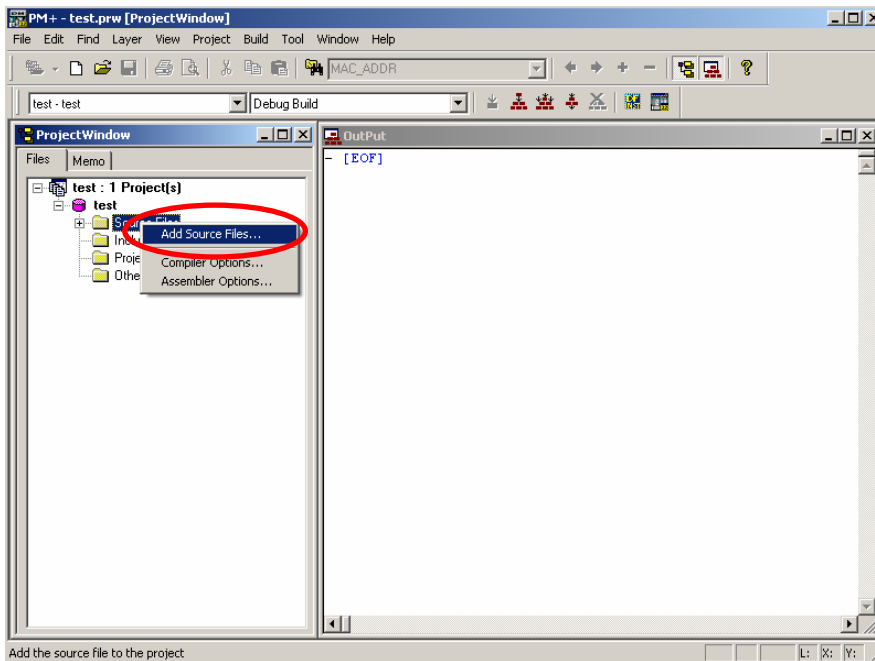 PM+ - test.prw [ProjectWindow]
File Edit Find Layer View Project Build Tool Window Help
MAC_ADDR
test - test
Debug Build
ProjectWindow
OutPut
Files
Memo
[EOF]
test : 1 Project(s)
test
Add Source Files...
Compiler Options...
Assembler Options...
Add the source file to the project
L: X: Y: